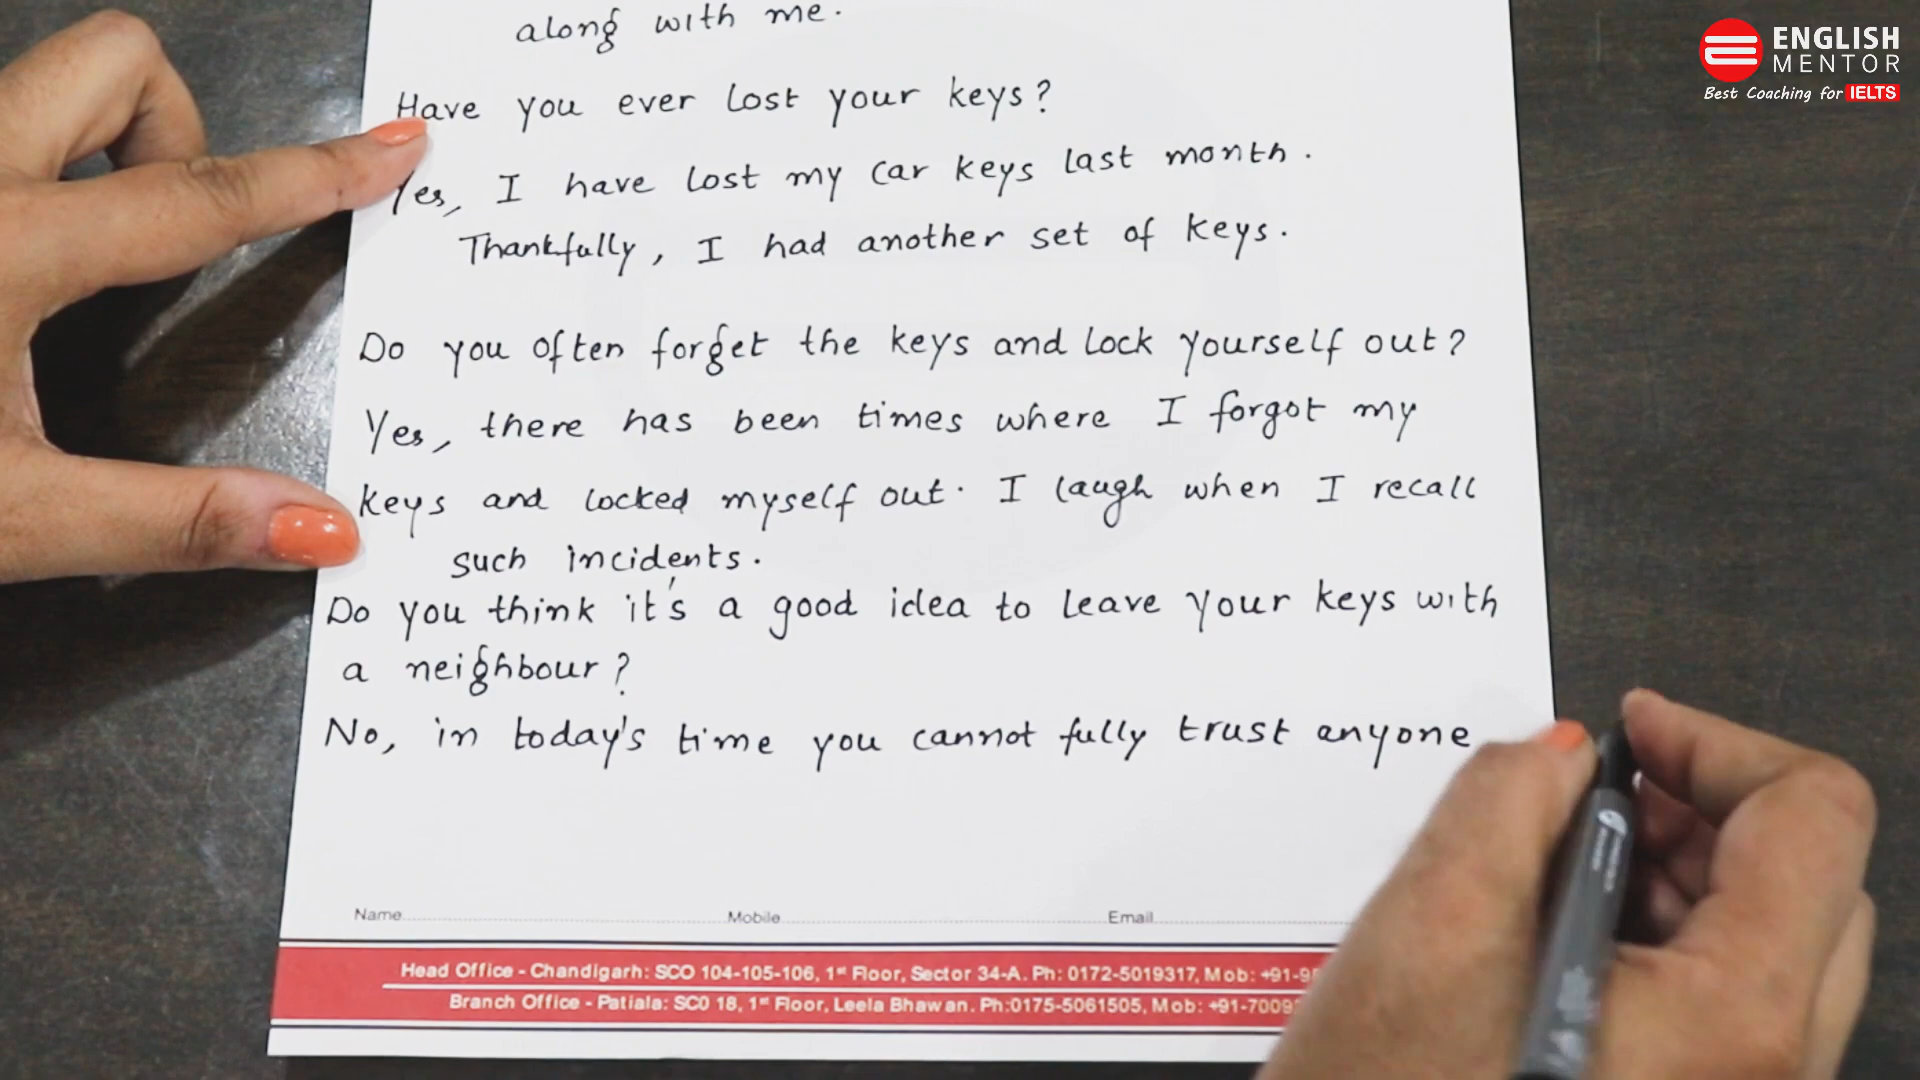 along with me.
ENGLISH
MENTOR
Best Coaching for IELTS
Have you ever lost your keys?
Yes, I have lost my car keys last month.
Thankfully, I had another set of keys.
Do you often forget the keys and lock yourself out?
Yes, there has been times where I forgot my
keys and locked myself out. I laugh when I recall
such incidents.
Do you think it's a good idea to leave your keys with
a neighbour?
No, in today's time you cannot fully trust anyone
Name
Mobile
Email
Head Office - Chandigarh: SCO 104-105-106, 1st Floor, Sector 34-A. Ph: 0172-5019317, Mob: +91-9
Branch Office - Patiala: SCO 18, 1st Floor, Leela Bhawan. Ph:0175-5061505, Mob: +91-7009